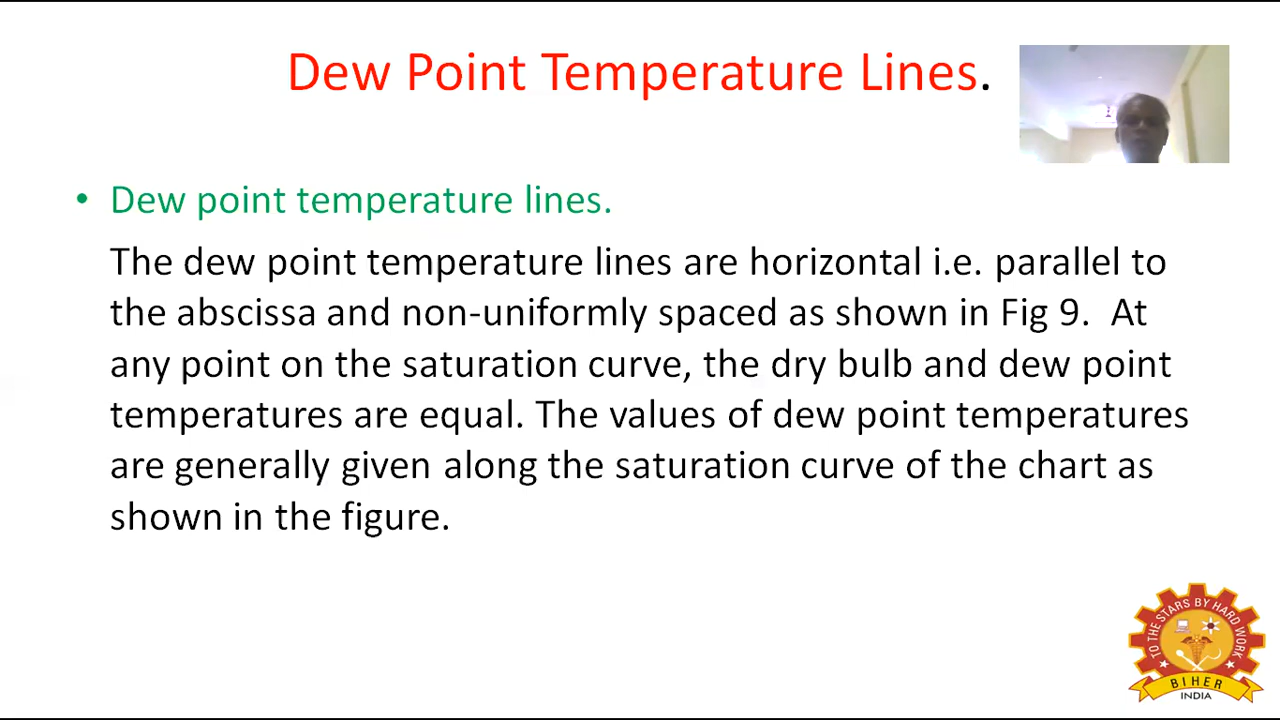 Dew Point Temperature Lines.
• Dew point temperature lines.
The dew point temperature lines are horizontal i.e. parallel to
the abscissa and non-uniformly spaced as shown in Fig 9. At
any point on the saturation curve, the dry bulb and dew point
temperatures are equal. The values of dew point temperatures
are generally given along the saturation curve of the chart as
shown in the figure.
TO THE STARS BY HARD WORK
BIHER
INDIA